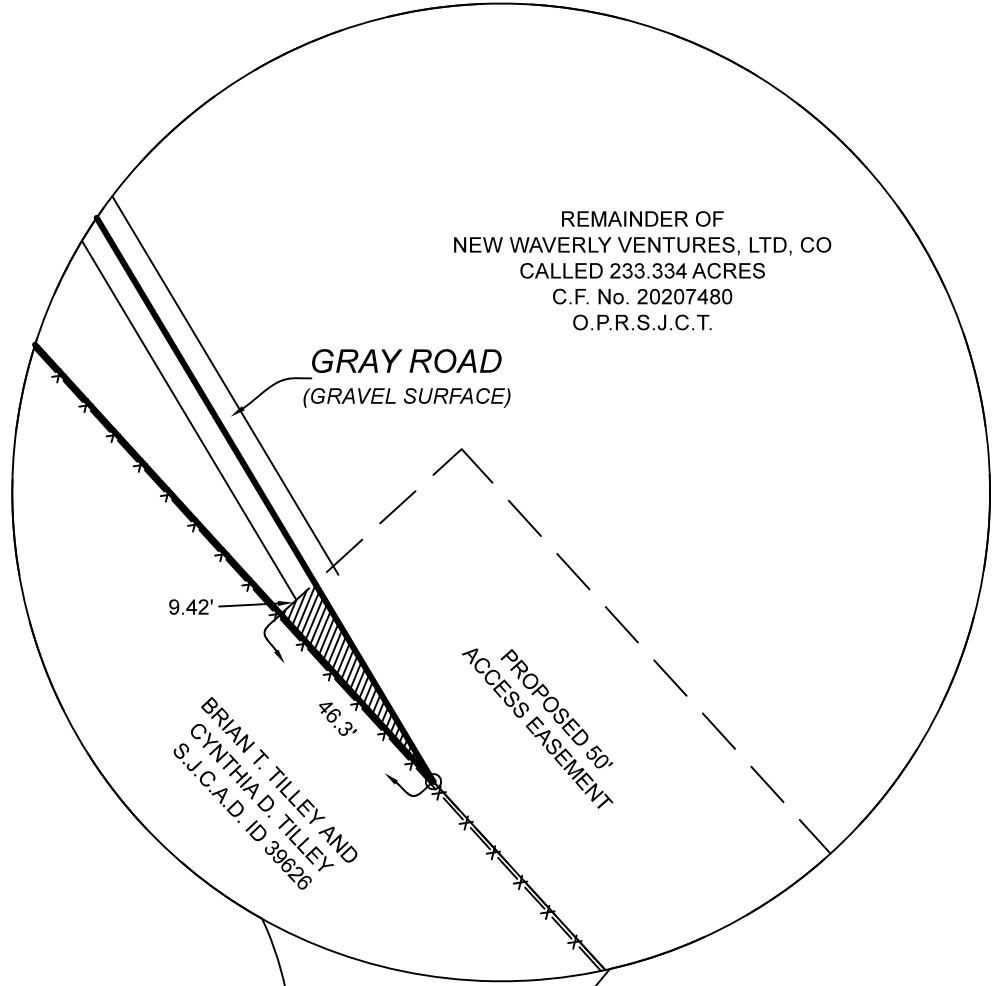 REMAINDER OF
NEW WAVERLY VENTURES, LTD, CO
CALLED 233.334 ACRES
C.F. No. 20207480
O.P.R.S.J.C.T.
GRAY ROAD
(GRAVEL SURFACE)
9.42'
46.3'
PROPOSED 50'
ACCESS EASEMENT
BRIAN T. TILLEY AND
CYNTHIA D. TILLEY
S.J.C.A.D. ID 39626